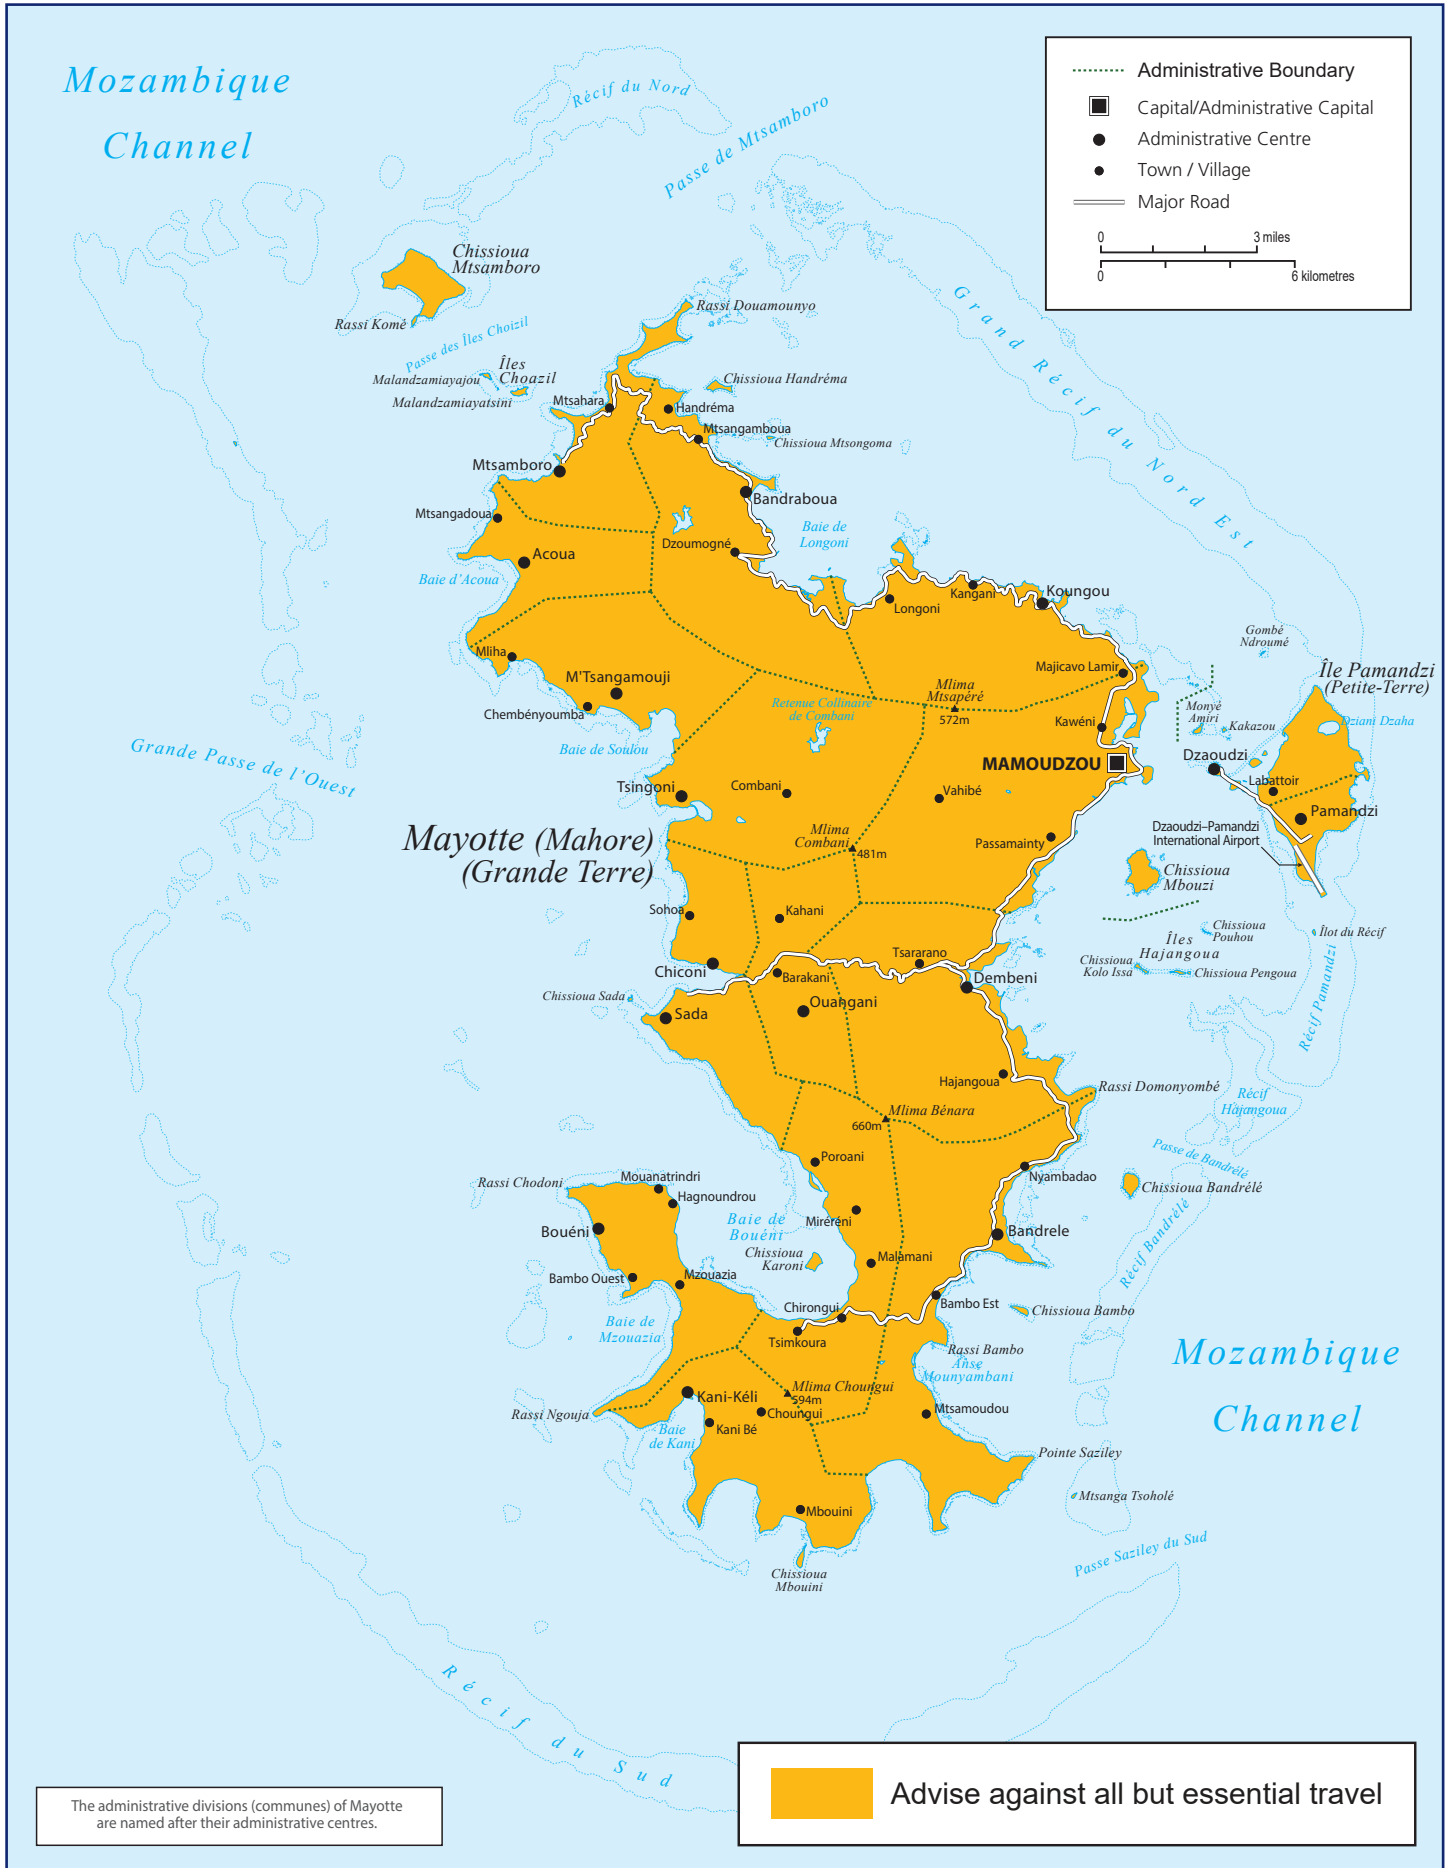 Mozambique
Channel
Récif du Nord
Passe de Mtsamboro
Administrative Boundary
Capital/Administrative Capital
Administrative Centre
Town / Village
Major Road
0
3 miles
0
6 kilometres
Chissioua
Mtsamboro
Rassi Komé
Passe des Îles Choizil
Rassi Douamounyo
Grand Récif du Nord Est
Îles
Choazil
Malandzamiayajou
Malandzamiayatsini
Chissioua Handréma
Mtsahara
Handréma
Mtsangamboua
Chissioua Mtsongoma
Mtsamboro
Bandraboua
Mtsangadoua
Baie de
Longoni
Dzoumogné
Acoua
Baie d'Acoua
Kangani
Koungou
Longoni
Gombé
Ndroumé
Mliha
M'Tsangamouji
Majicavo Lamir
Île Pamandzi
(Petite-Terre)
Mlima
Mtsapéré
572m
Chembényoumba
Retenue Collinaire
de Combani
Monyé
Amiri
Kakazou
Dziani Dzaha
Kawéni
Baie de Soulou
Grande Passe de l'Ouest
MAMOUDZOU
Dzaoudzi
Labattoir
Tsingoni
Combani
Vahibé
Pamandzi
Mayotte (Mahore)
(Grande Terre)
Mlima
Combani
481m
Passamainty
Dzaoudzi–Pamandzi
International Airport
Chissioua
Mbouzi
Sohoa
Kahani
Chissioua
Pouhou
Îlot du Récif
Îles
Hajangoua
Chissioua
Kolo Issa
Chissioua Pengoua
Chiconi
Tsararano
Barakani
Dembeni
Récif Pamandzi
Chissioua Sada
Sada
Ouangani
Hajangoua
Rassi Domonyombé
Récif
Hajangoua
Mlima Bénara
660m
Passe de Bandrélé
Poroani
Nyambadao
Chissioua Bandrélé
Mouanatrindri
Rassi Chodoni
Hagnoundrou
Miréréni
Récif Bandrélé
Baie de
Bouéni
Bouéni
Bandrele
Chissioua
Karoni
Malamani
Bambo Ouest
Mzouazia
Bambo Est
Chissioua Bambo
Chirongui
Baie de
Mzouazia
Tsimkoura
Rassi Bambo
Anse
Mounyambani
Mozambique
Channel
Kani-Kéli
Mlima Choungui
594m
Rassi Ngouja
Choungui
Mtsamoudou
Kani Bé
Baie
de Kani
Pointe Saziley
Mtsanga Tsoholé
Mbouini
Passe Saziley du Sud
Chissioua
Mbouini
Récif du Sud
The administrative divisions (communes) of Mayotte
are named after their administrative centres.
Advise against all but essential travel